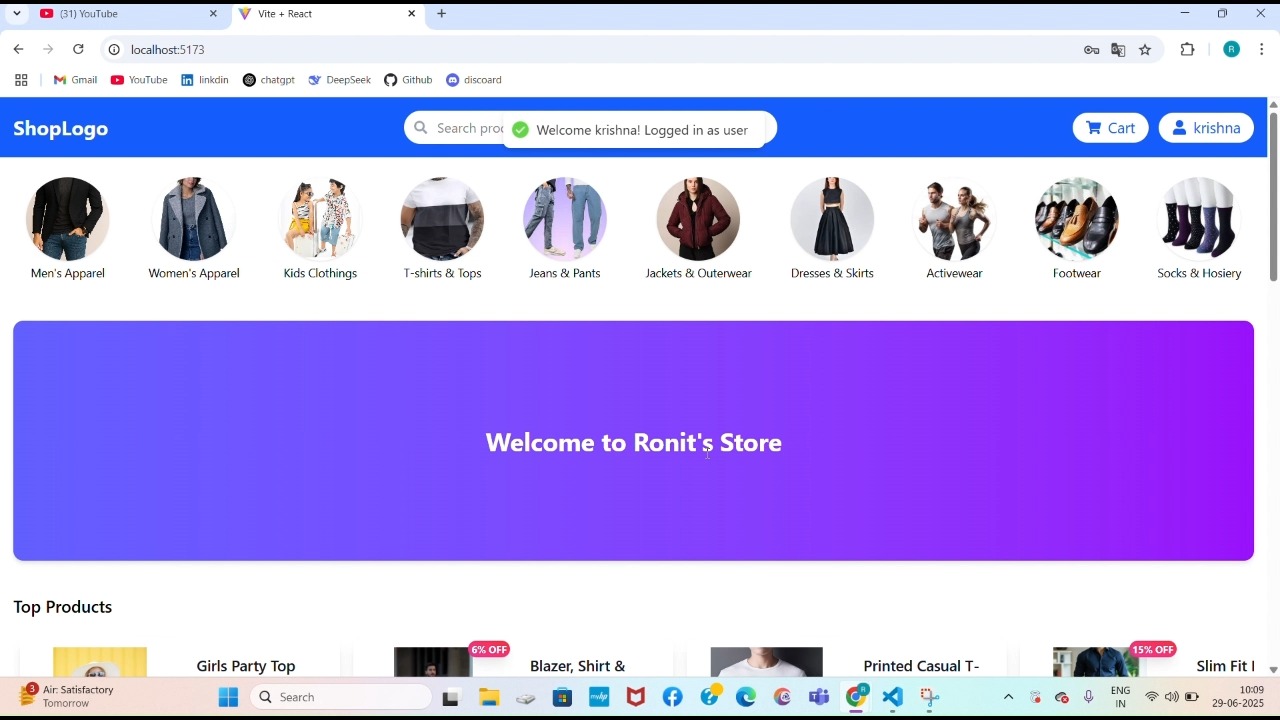 (31) YouTube
Vite + React
localhost:5173
Gmail YouTube linkdin chatgpt DeepSeek Github discoard
ShopLogo
Search
Welcome krishna! Logged in as user
Cart
krishna
Men's Apparel
Women's Apparel
Kids Clothings
T-shirts & Tops
Jeans & Pants
Jackets & Outerwear
Dresses & Skirts
Activewear
Footwear
Socks & Hosiery
Welcome to Ronit's Store
Top Products
Girls Party Top
6% OFF
Blazer, Shirt &
Printed Casual T-
15% OFF
Slim Fit
3
Air: Satisfactory
Tomorrow
Search
ENG
IN
10:09
29-06-2025